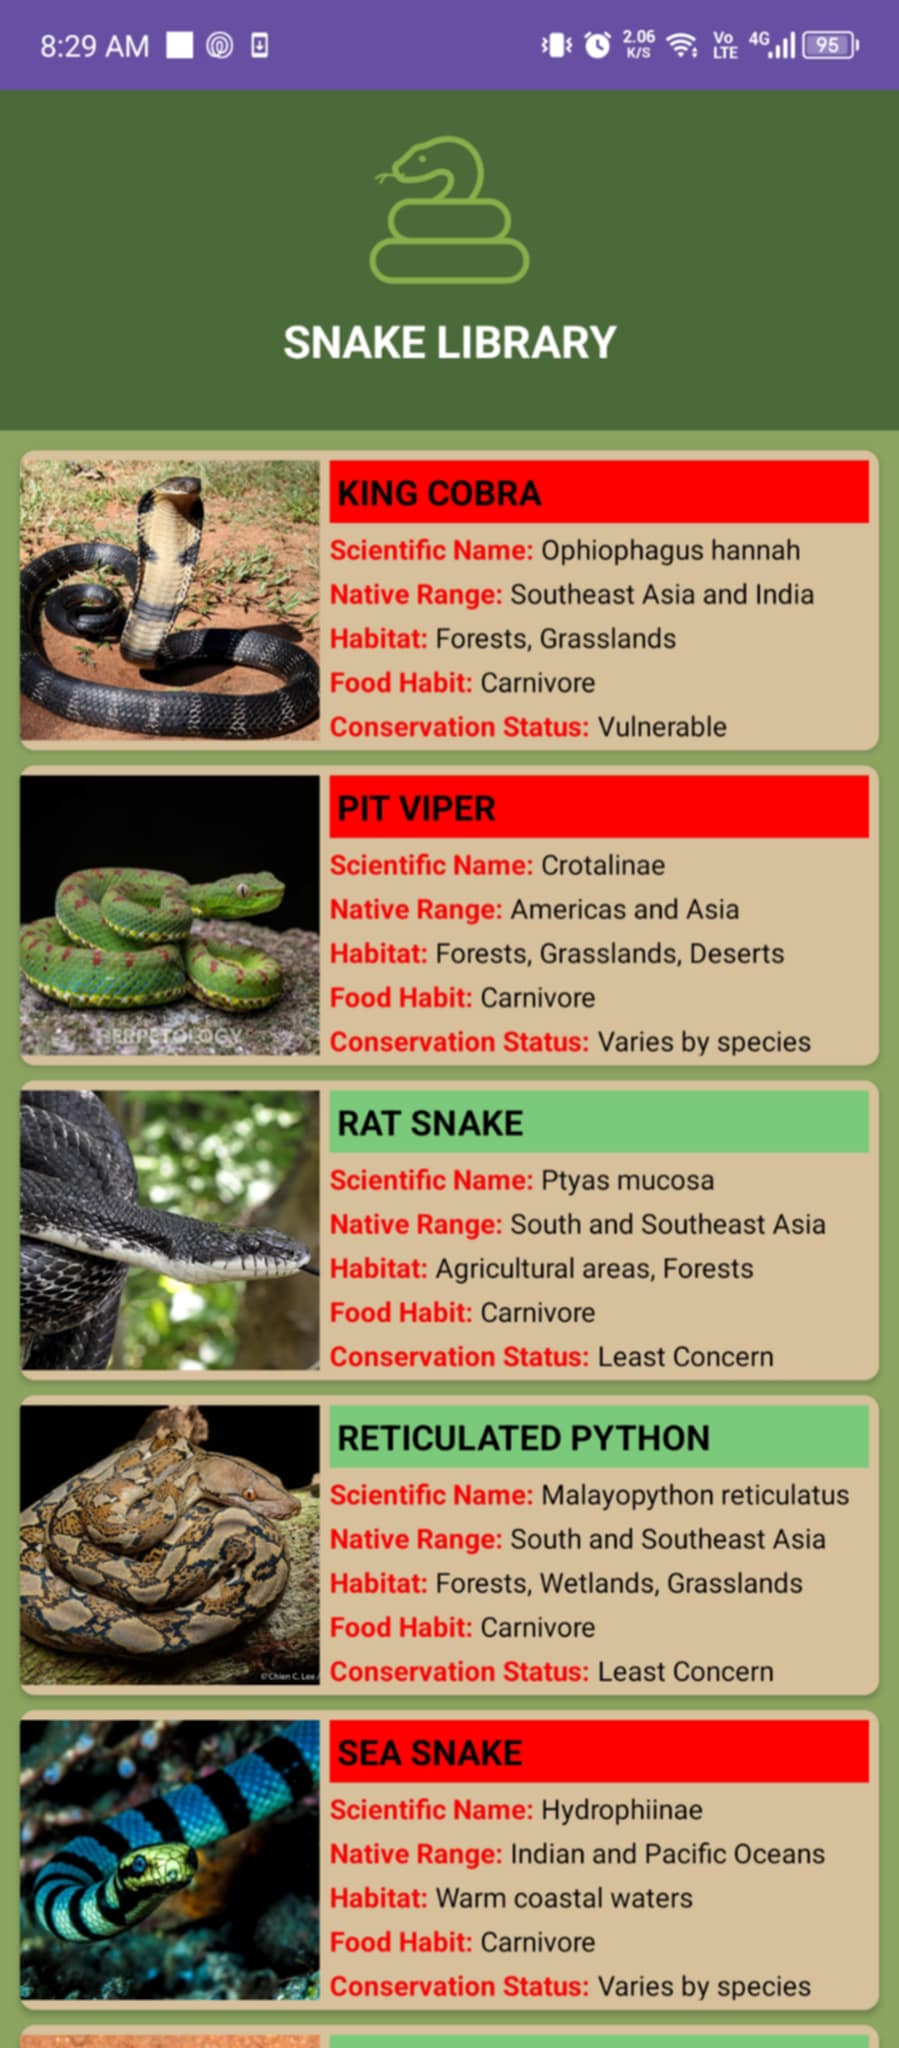 8:29 AM 2.06 K/S Vo LTE 4G 95
SNAKE LIBRARY
KING COBRA
Scientific Name: Ophiophagus hannah
Native Range: Southeast Asia and India
Habitat: Forests, Grasslands
Food Habit: Carnivore
Conservation Status: Vulnerable
PIT VIPER
Scientific Name: Crotalinae
Native Range: Americas and Asia
Habitat: Forests, Grasslands, Deserts
Food Habit: Carnivore
HERPETOLOGY
Conservation Status: Varies by species
RAT SNAKE
Scientific Name: Ptyas mucosa
Native Range: South and Southeast Asia
Habitat: Agricultural areas, Forests
Food Habit: Carnivore
Conservation Status: Least Concern
RETICULATED PYTHON
Scientific Name: Malayopython reticulatus
Native Range: South and Southeast Asia
Habitat: Forests, Wetlands, Grasslands
Food Habit: Carnivore
Conservation Status: Least Concern
© Chien C. Lee
SEA SNAKE
Scientific Name: Hydrophiinae
Native Range: Indian and Pacific Oceans
Habitat: Warm coastal waters
Food Habit: Carnivore
Conservation Status: Varies by species